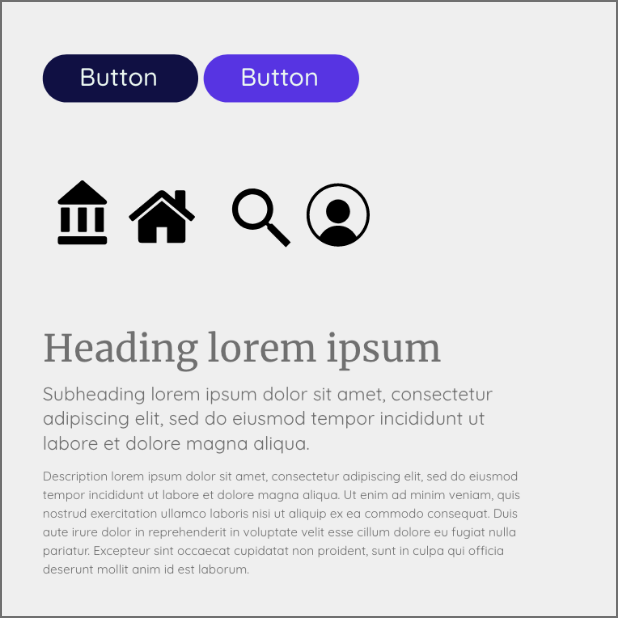 Button Button
Heading lorem ipsum
Subheading lorem ipsum dolor sit amet, consectetur
adipiscing elit, sed do eiusmod tempor incididunt ut
labore et dolore magna aliqua.
Description lorem ipsum dolor sit amet, consectetur adipiscing elit, sed do eiusmod
tempor incididunt ut labore et dolore magna aliqua. Ut enim ad minim veniam, quis
nostrud exercitation ullamco laboris nisi ut aliquip ex ea commodo consequat. Duis
aute irure dolor in reprehenderit in voluptate velit esse cillum dolore eu fugiat nulla
pariatur. Excepteur sint occaecat cupidatat non proident, sunt in culpa qui officia
deserunt mollit anim id est laborum.